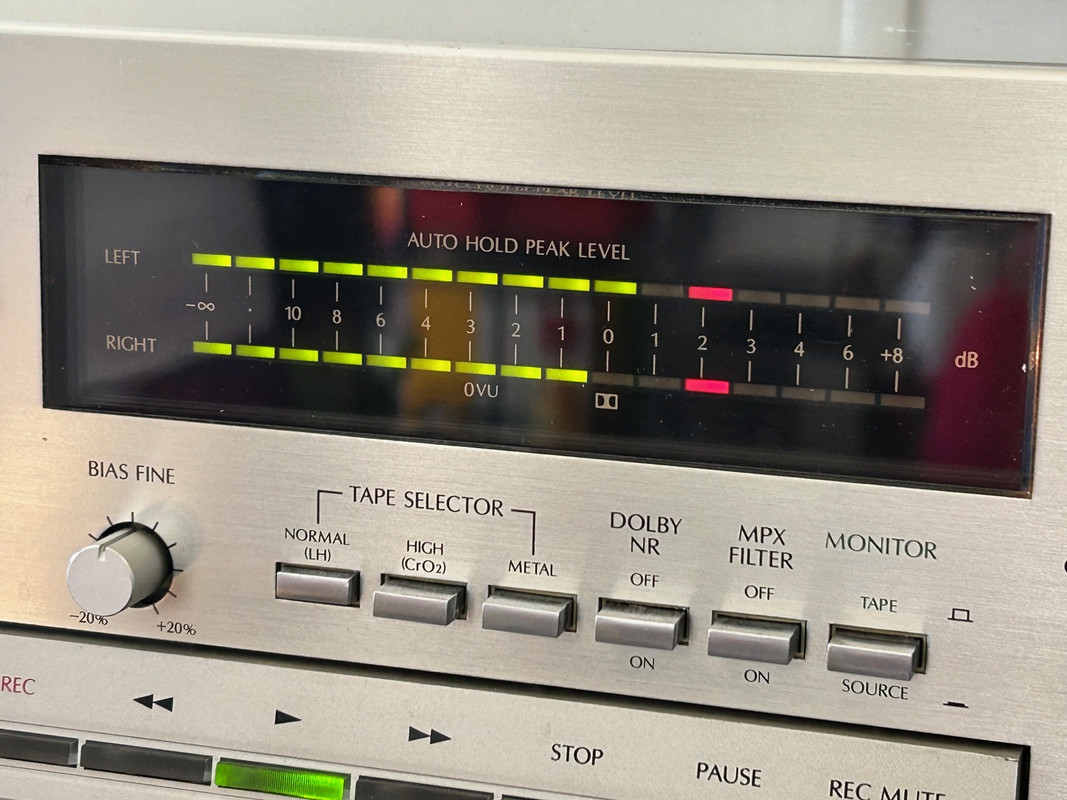 AUTO HOLD PEAK LEVEL
LEFT
−∞ · 10 8 6 4 3 2 1 0 1 2 3 4 6 +8 dB
RIGHT
0VU
BIAS FINE
−20% +20%
TAPE SELECTOR
NORMAL
(LH)
HIGH
(CrO2)
METAL
DOLBY
NR
OFF
ON
MPX
FILTER
OFF
ON
MONITOR
TAPE
SOURCE
REC
STOP
PAUSE
REC MUTE